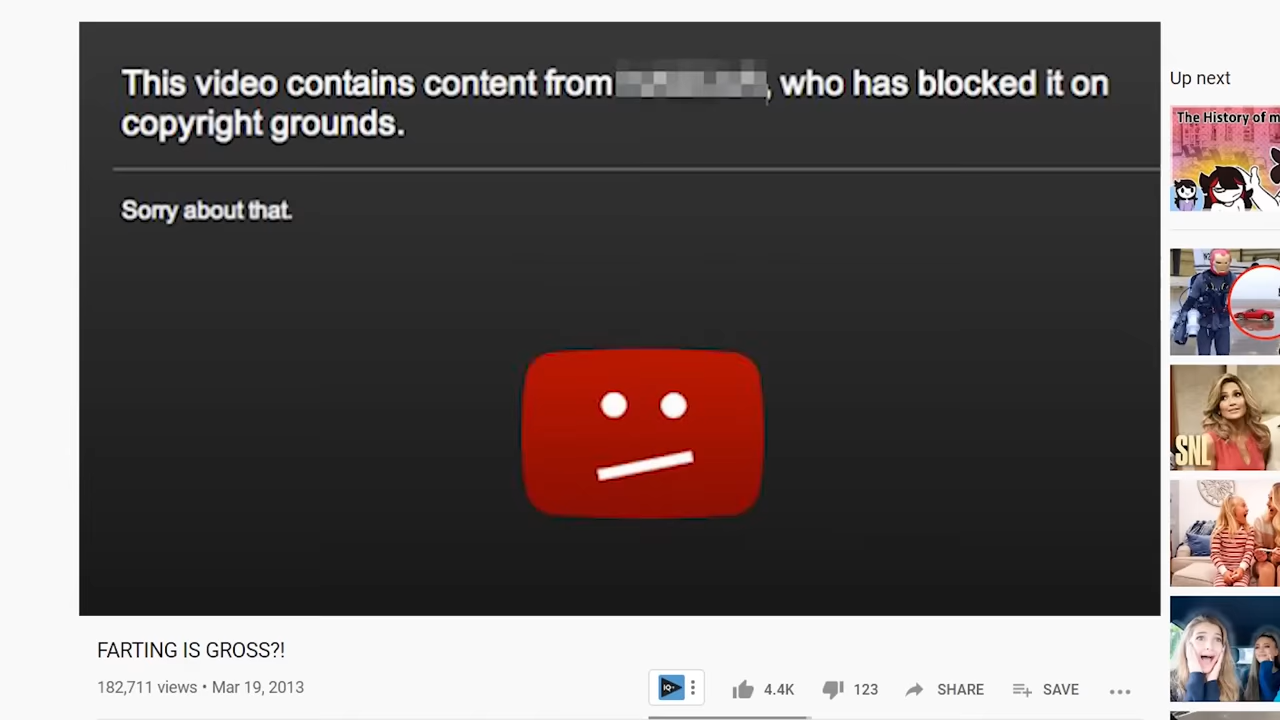 This video contains content from , who has blocked it on
copyright grounds.
Sorry about that.
Up next
The History of m
SNL
FARTING IS GROSS?!
182,711 views • Mar 19, 2013
IQ+
4.4K
123
SHARE
SAVE